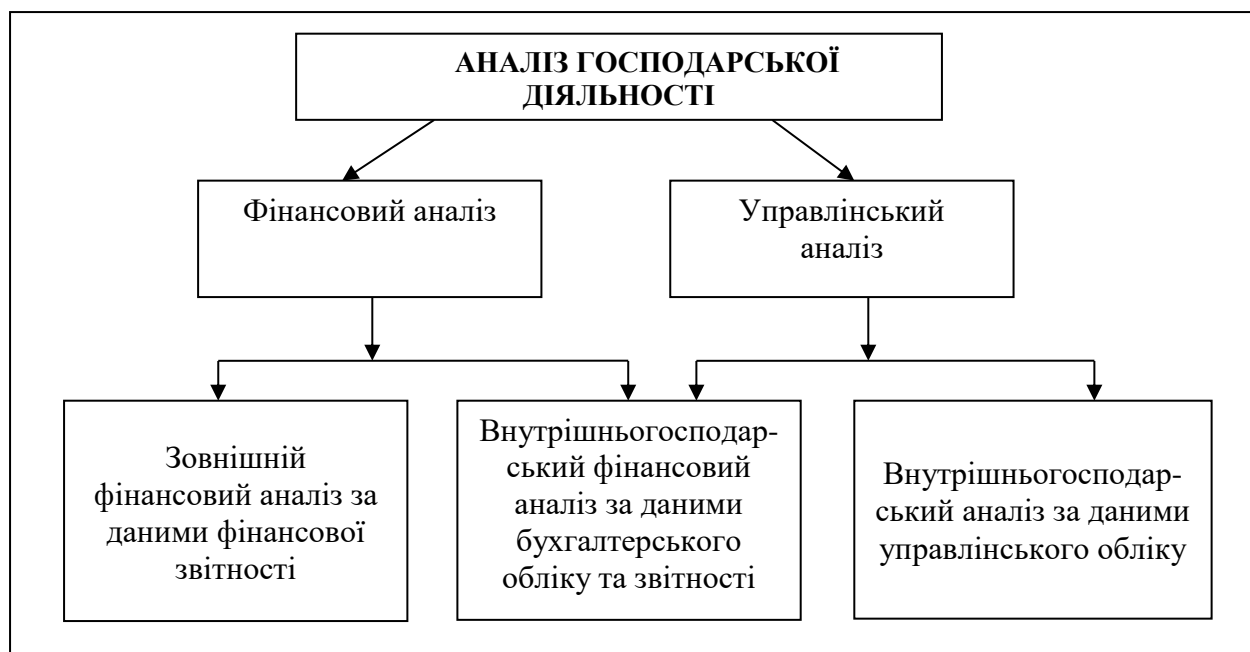 АНАЛІЗ ГОСПОДАРСЬКОЇ
ДІЯЛЬНОСТІ
Фінансовий аналіз
Управлінський
аналіз
Зовнішній
фінансовий аналіз за
даними фінансової
звітності
Внутрішньогосподар-
ський фінансовий
аналіз за даними
бухгалтерського
обліку та звітності
Внутрішньогосподар-
ський аналіз за даними
управлінського обліку